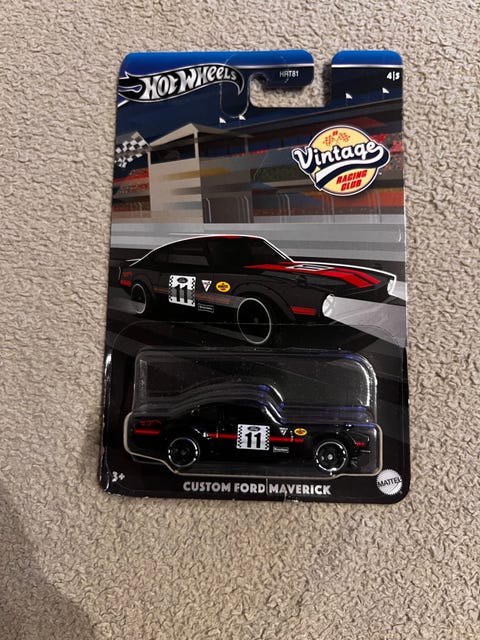 HOT WHEELS
HRT81
4/5
Vintage
RACING CLUB
11
11
3+
CUSTOM FORD MAVERICK
MATTEL